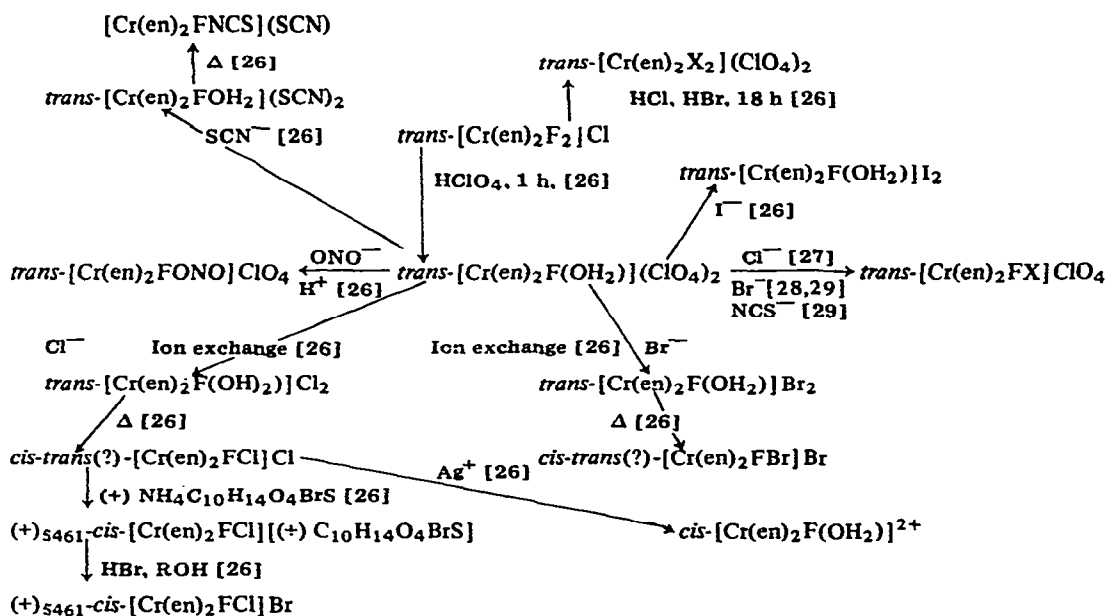 [Cr(en)₂FNCS](SCN)
Δ [26]
trans-[Cr(en)₂X₂](ClO₄)₂
trans-[Cr(en)₂FOH₂](SCN)₂
HCl, HBr, 18 h [26]
SCN⁻ [26]
trans-[Cr(en)₂F₂]Cl
HClO₄, 1 h, [26]
trans-[Cr(en)₂F(OH₂)]I₂
I⁻ [26]
trans-[Cr(en)₂FONO]ClO₄
ONO⁻
H⁺ [26]
trans-[Cr(en)₂F(OH₂)](ClO₄)₂
Cl⁻ [27]
Br⁻[28,29]
NCS⁻ [29]
trans-[Cr(en)₂FX]ClO₄
Cl⁻ Ion exchange [26]
Ion exchange [26] Br⁻
trans-[Cr(en)₂F(OH)₂)]Cl₂
trans-[Cr(en)₂F(OH₂)]Br₂
Δ [26]
Δ [26]
cis-trans(?)-[Cr(en)₂FCl]Cl
cis-trans(?)-[Cr(en)₂FBr]Br
Ag⁺ [26]
(+) NH₄C₁₀H₁₄O₄BrS [26]
(+)₅₄₆₁-cis-[Cr(en)₂FCl][(+) C₁₀H₁₄O₄BrS]
cis-[Cr(en)₂F(OH₂)]²⁺
HBr, ROH [26]
(+)₅₄₆₁-cis-[Cr(en)₂FCl]Br